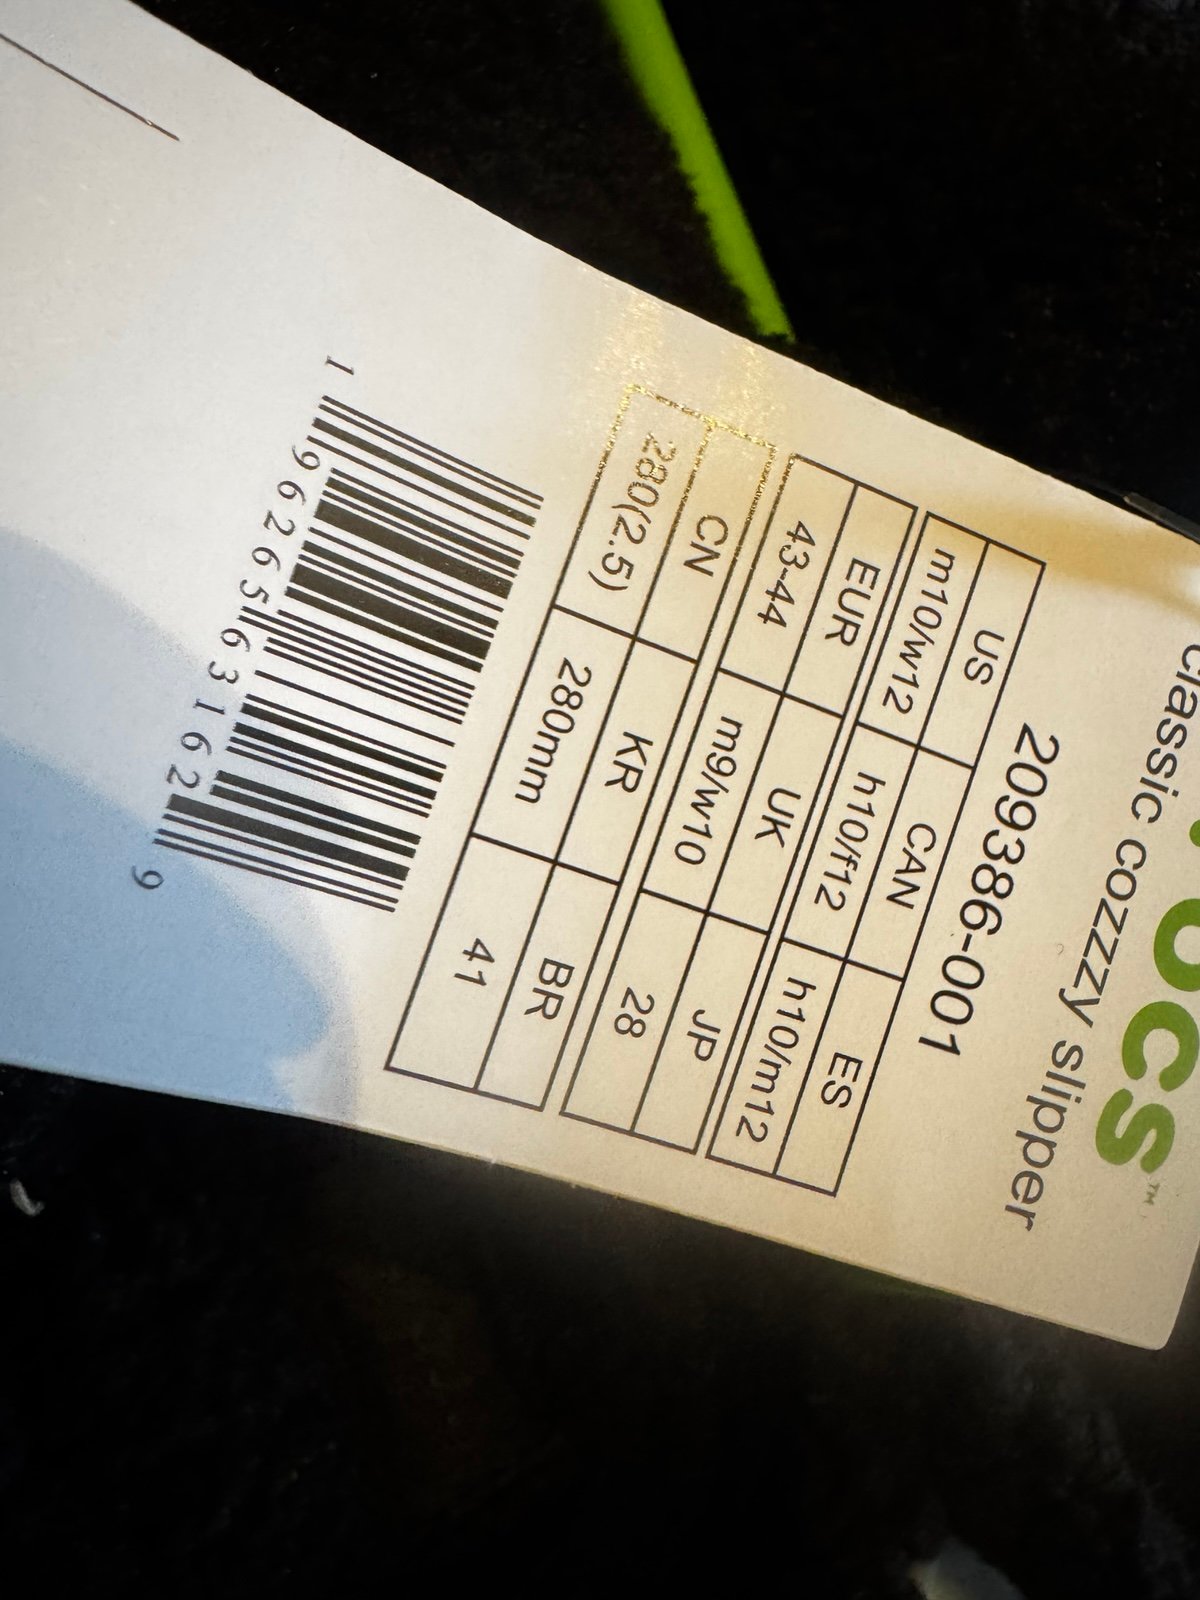 ocs™
classic cozzzy slipper
209386-001
US CAN ES
m10/w12 h10/f12 h10/m12
EUR UK JP
43-44 m9/w10 28
CN KR BR
280(2.5) 280mm 41
1 96265 63162 9